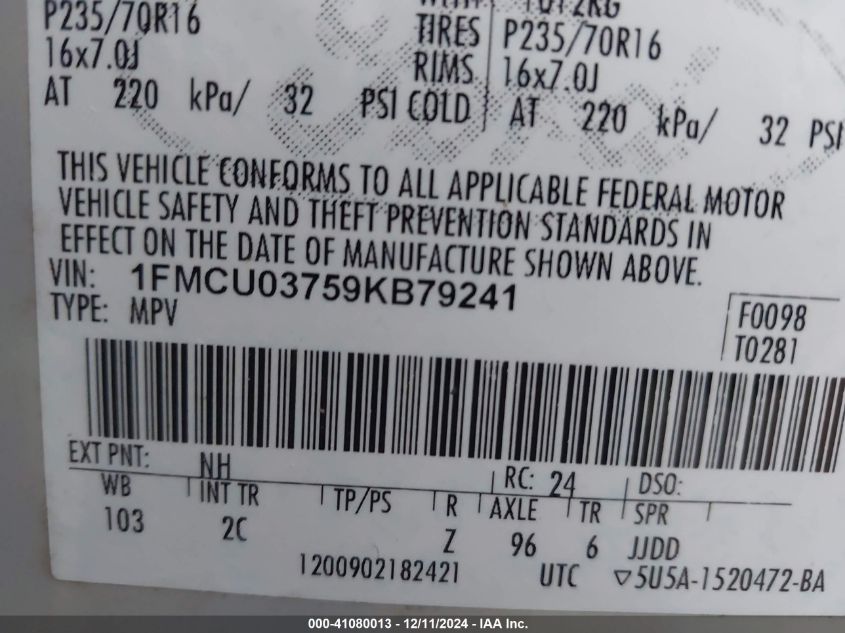 P235/70R16 TIRES P235/70R16
16x7.0J RIMS 16x7.0J
AT 220 kPa/ 32 PSI COLD AT 220 kPa/ 32 PSI
THIS VEHICLE CONFORMS TO ALL APPLICABLE FEDERAL MOTOR
VEHICLE SAFETY AND THEFT PREVENTION STANDARDS IN
EFFECT ON THE DATE OF MANUFACTURE SHOWN ABOVE.
VIN: 1FMCU03759KB79241
TYPE: MPV
F0098
T0281
EXT PNT: NH RC: 24 DSO:
WB INT TR TP/PS R AXLE TR SPR
103 2C Z 96 6 JJDD
1200902182421 UTC ▽5U5A-1520472-BA
000-41080013 - 12/11/2024 - IAA Inc.